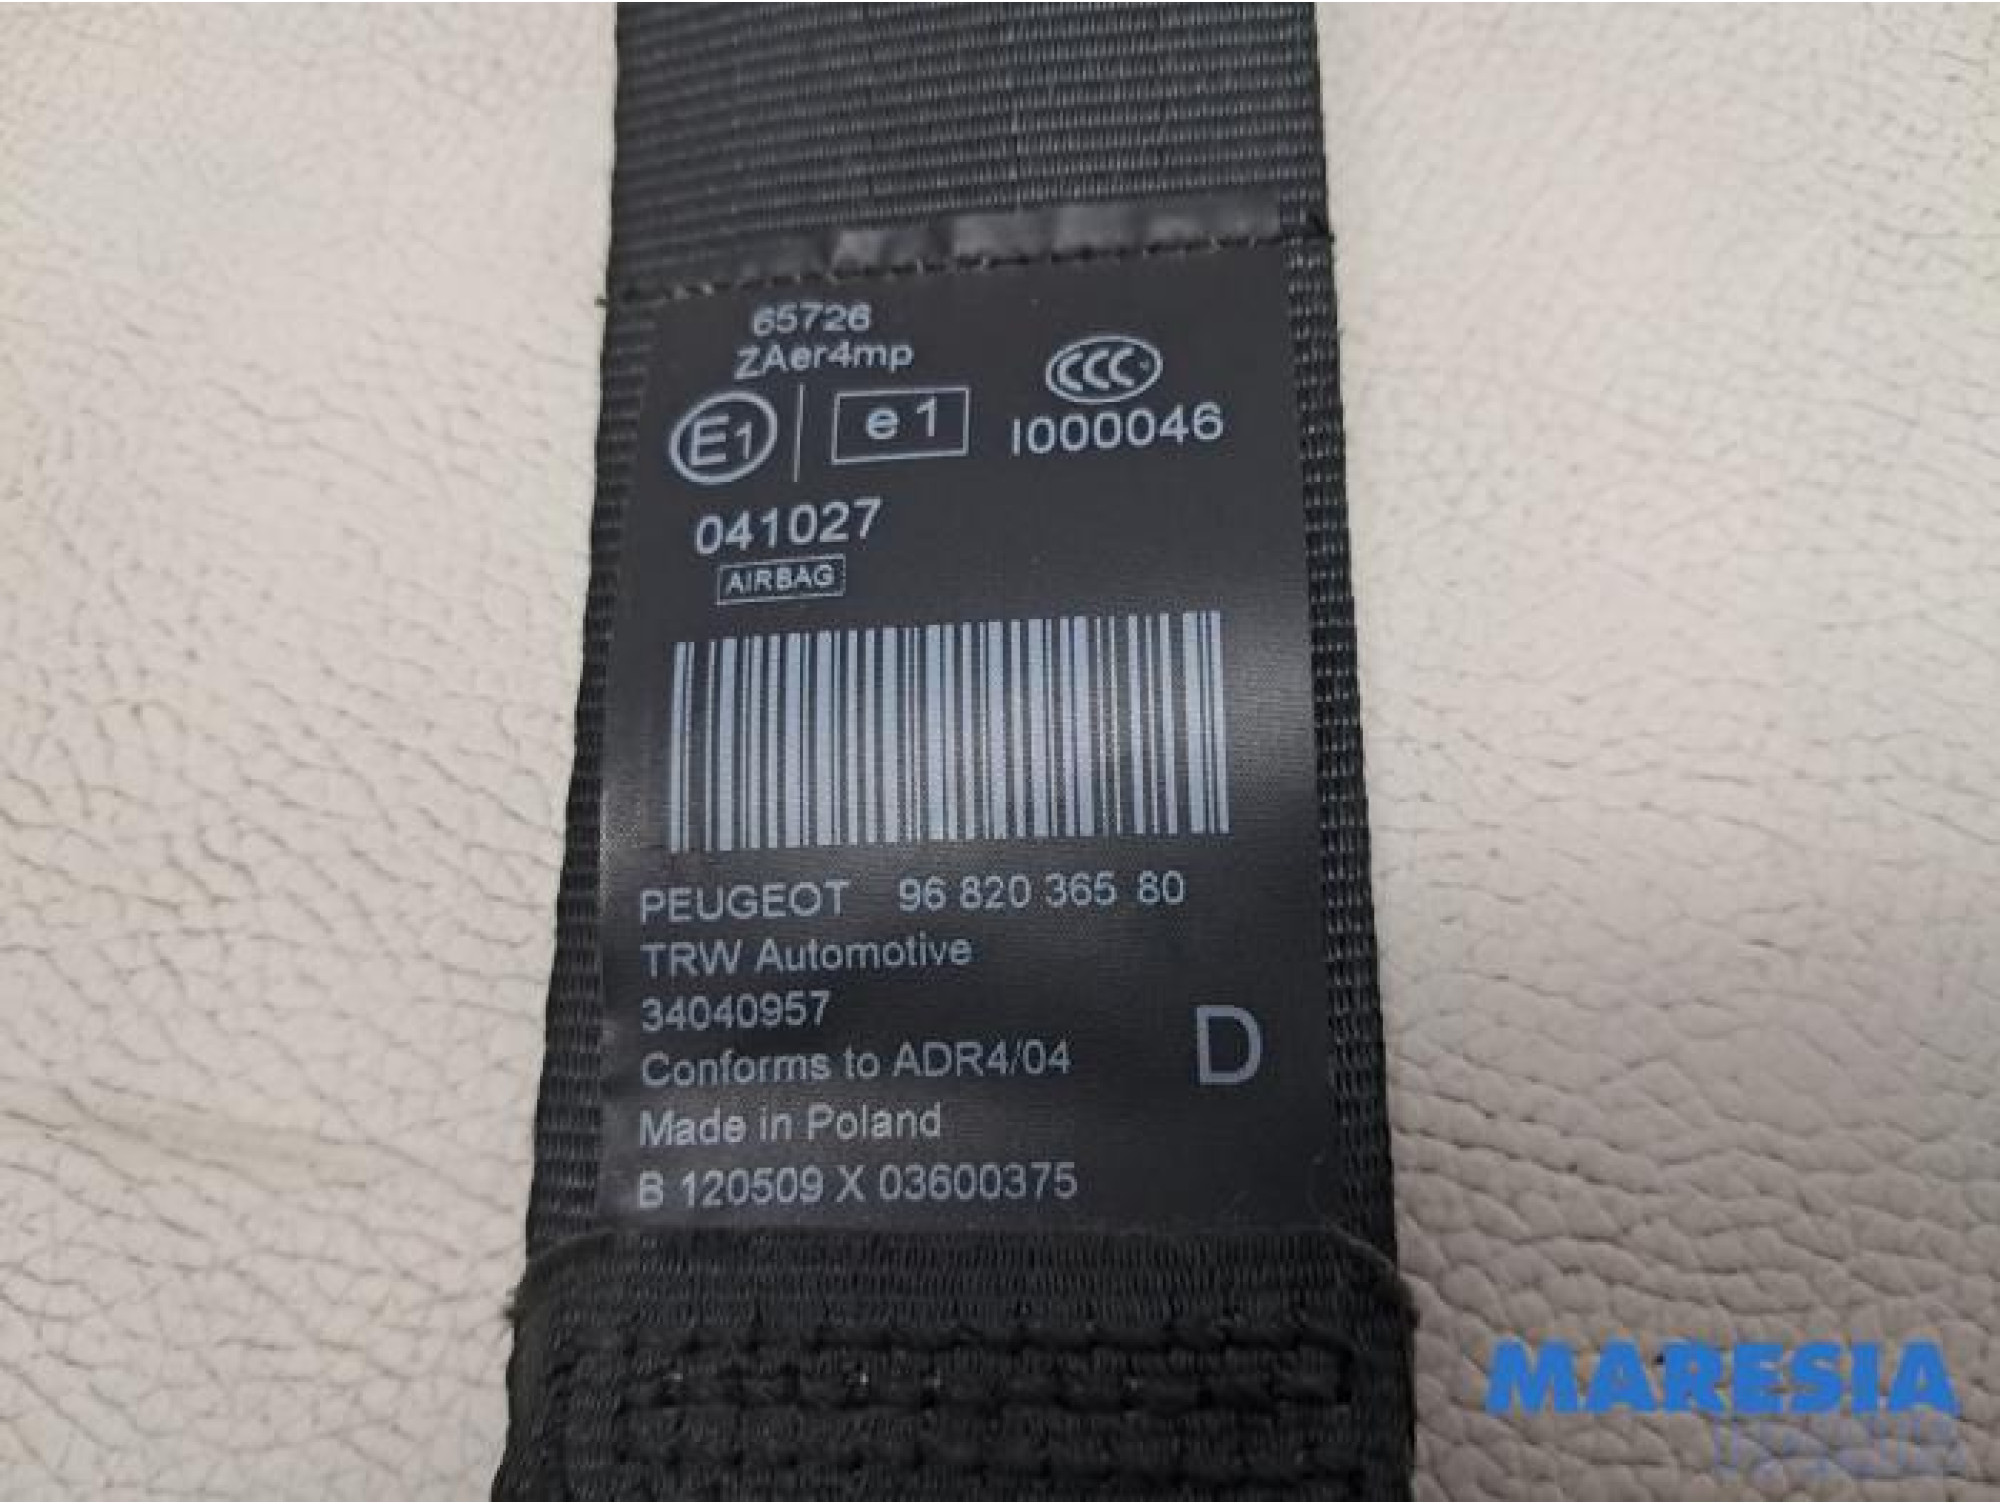 65726
ZAer4mp
E1 e1 CCC
I000046
041027
AIRBAG
PEUGEOT 96 820 365 80
TRW Automotive
34040957
Conforms to ADR4/04
D
Made in Poland
B 120509 X 03600375
MARESIA